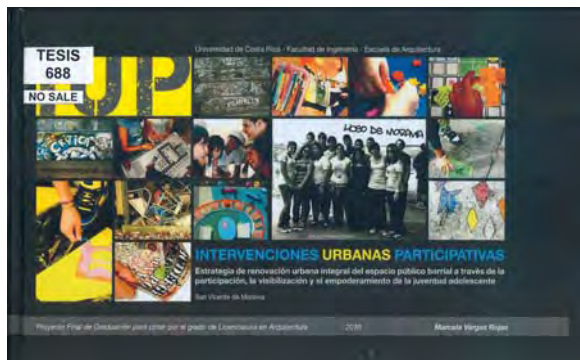 Universidad de Costa Rica · Facultad de Ingeniería · Escuela de Arquitectura
TESIS
688
NO SALE
IUP
LICEO DE MORAVIA
INTERVENCIONES URBANAS PARTICIPATIVAS
Estrategia de renovación urbana integral del espacio público barrial a través de la
participación, la visibilización y el empoderamiento de la juventud adolescente
San Vicente de Moravia
Proyecto Final de Graduación para optar por el grado de Licenciatura en Arquitectura
Marcela Vargas Rojas